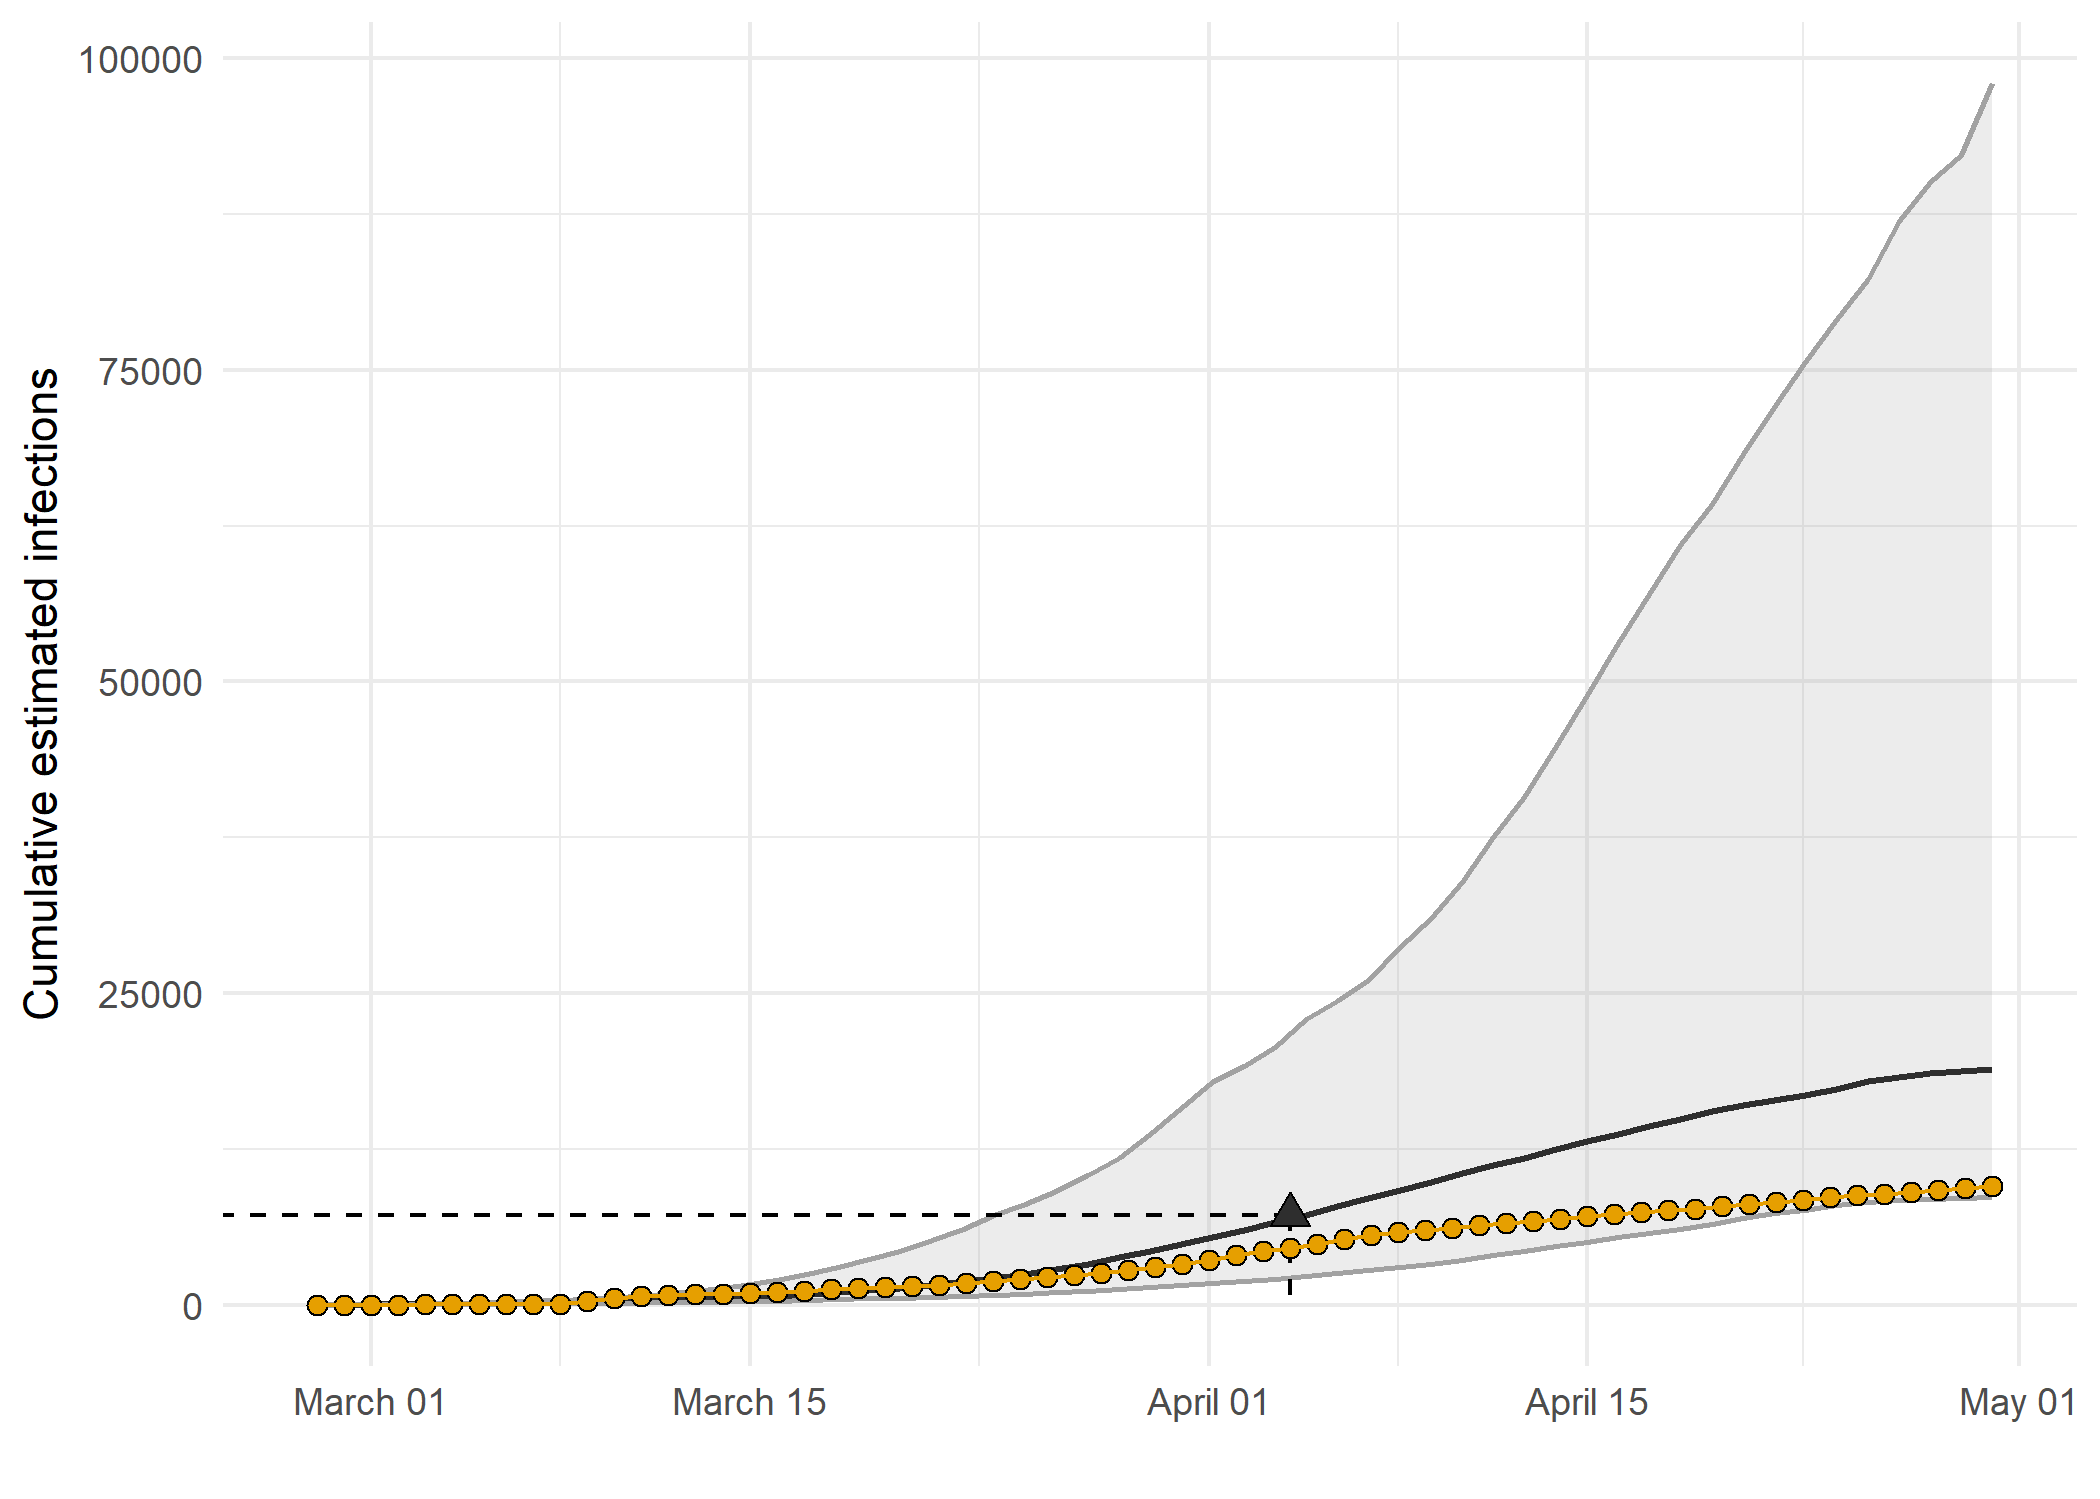 Cumulative estimated infections
100000
75000
50000
25000
0
March 01
March 15
April 01
April 15
May 01